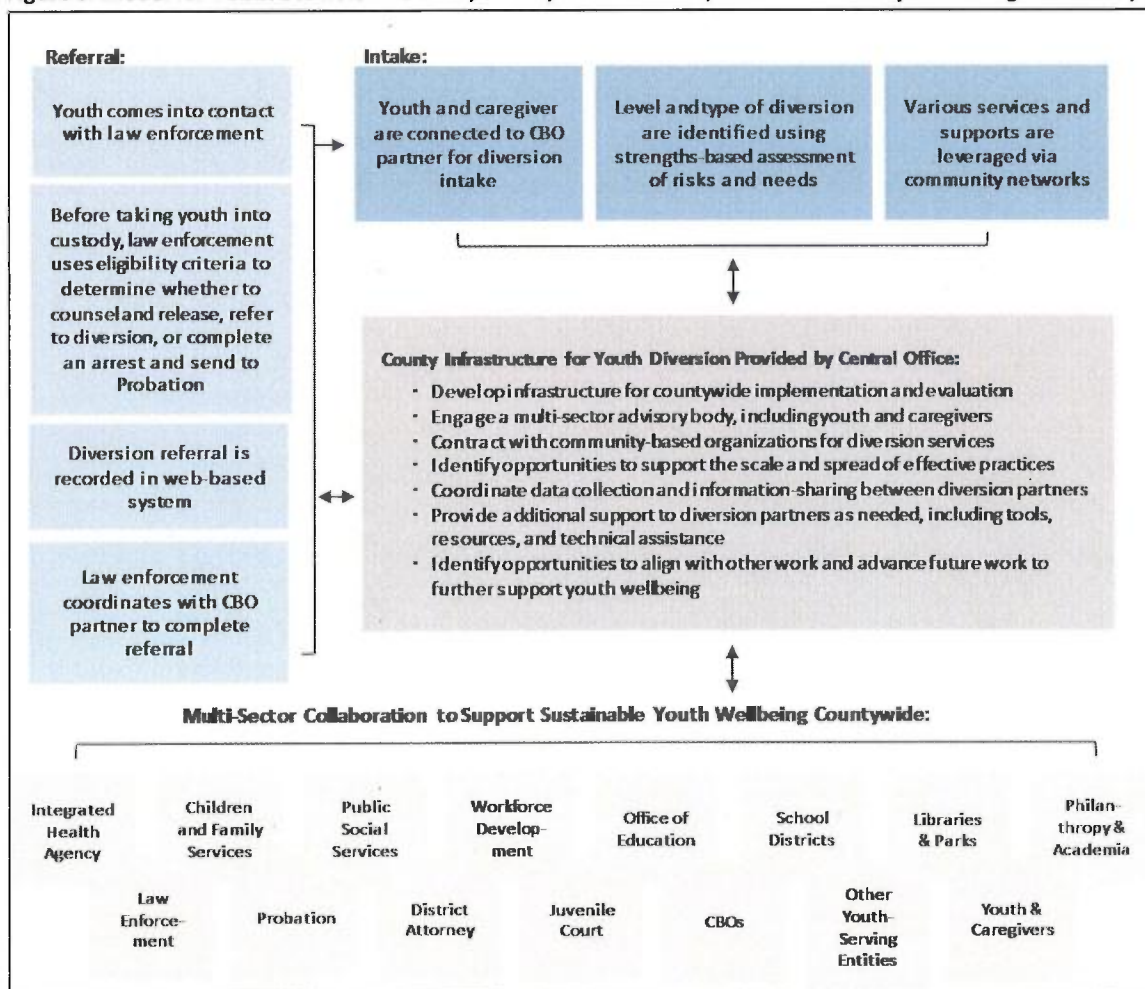 Referral:
Youth comes into contact
with law enforcement
Before taking youth into
custody, law enforcement
uses eligibility criteria to
determine whether to
counsel and release, refer
to diversion, or complete
an arrest and send to
Probation
Diversion referral is
recorded in web-based
system
Law enforcement
coordinates with CBO
partner to complete
referral
Intake:
Youth and caregiver
are connected to CBO
partner for diversion
intake
Level and type of diversion
are identified using
strengths-based assessment
of risks and needs
Various services and
supports are
leveraged via
community networks
County Infrastructure for Youth Diversion Provided by Central Office:
· Develop infrastructure for countywide implementation and evaluation
· Engage a multi-sector advisory body, including youth and caregivers
· Contract with community-based organizations for diversion services
· Identify opportunities to support the scale and spread of effective practices
· Coordinate data collection and information-sharing between diversion partners
· Provide additional support to diversion partners as needed, including tools,
resources, and technical assistance
· Identify opportunities to align with other work and advance future work to
further support youth wellbeing
Multi-Sector Collaboration to Support Sustainable Youth Wellbeing Countywide:
Integrated
Health
Agency
Children
and Family
Services
Public
Social
Services
Workforce
Develop-
ment
Office of
Education
School
Districts
Libraries
& Parks
Philan-
thropy &
Academia
Law
Enforce-
ment
Probation
District
Attorney
Juvenile
Court
CBOs
Other
Youth-
Serving
Entities
Youth &
Caregivers